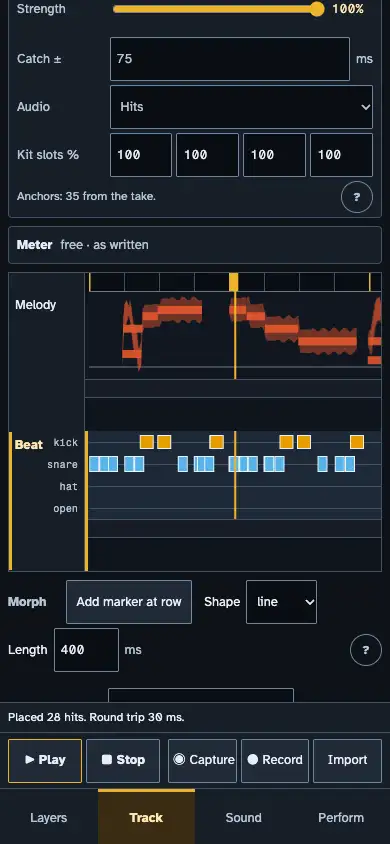 Strength 100%
Catch ± 75 ms
Audio Hits
Kit slots % 100 100 100 100
Anchors: 35 from the take. ?
Meter free · as written
Melody
Beat kick
snare
hat
open
Morph Add marker at row Shape line
Length 400 ms ?
Placed 28 hits. Round trip 30 ms.
Play Stop Capture Record Import
Layers Track Sound Perform